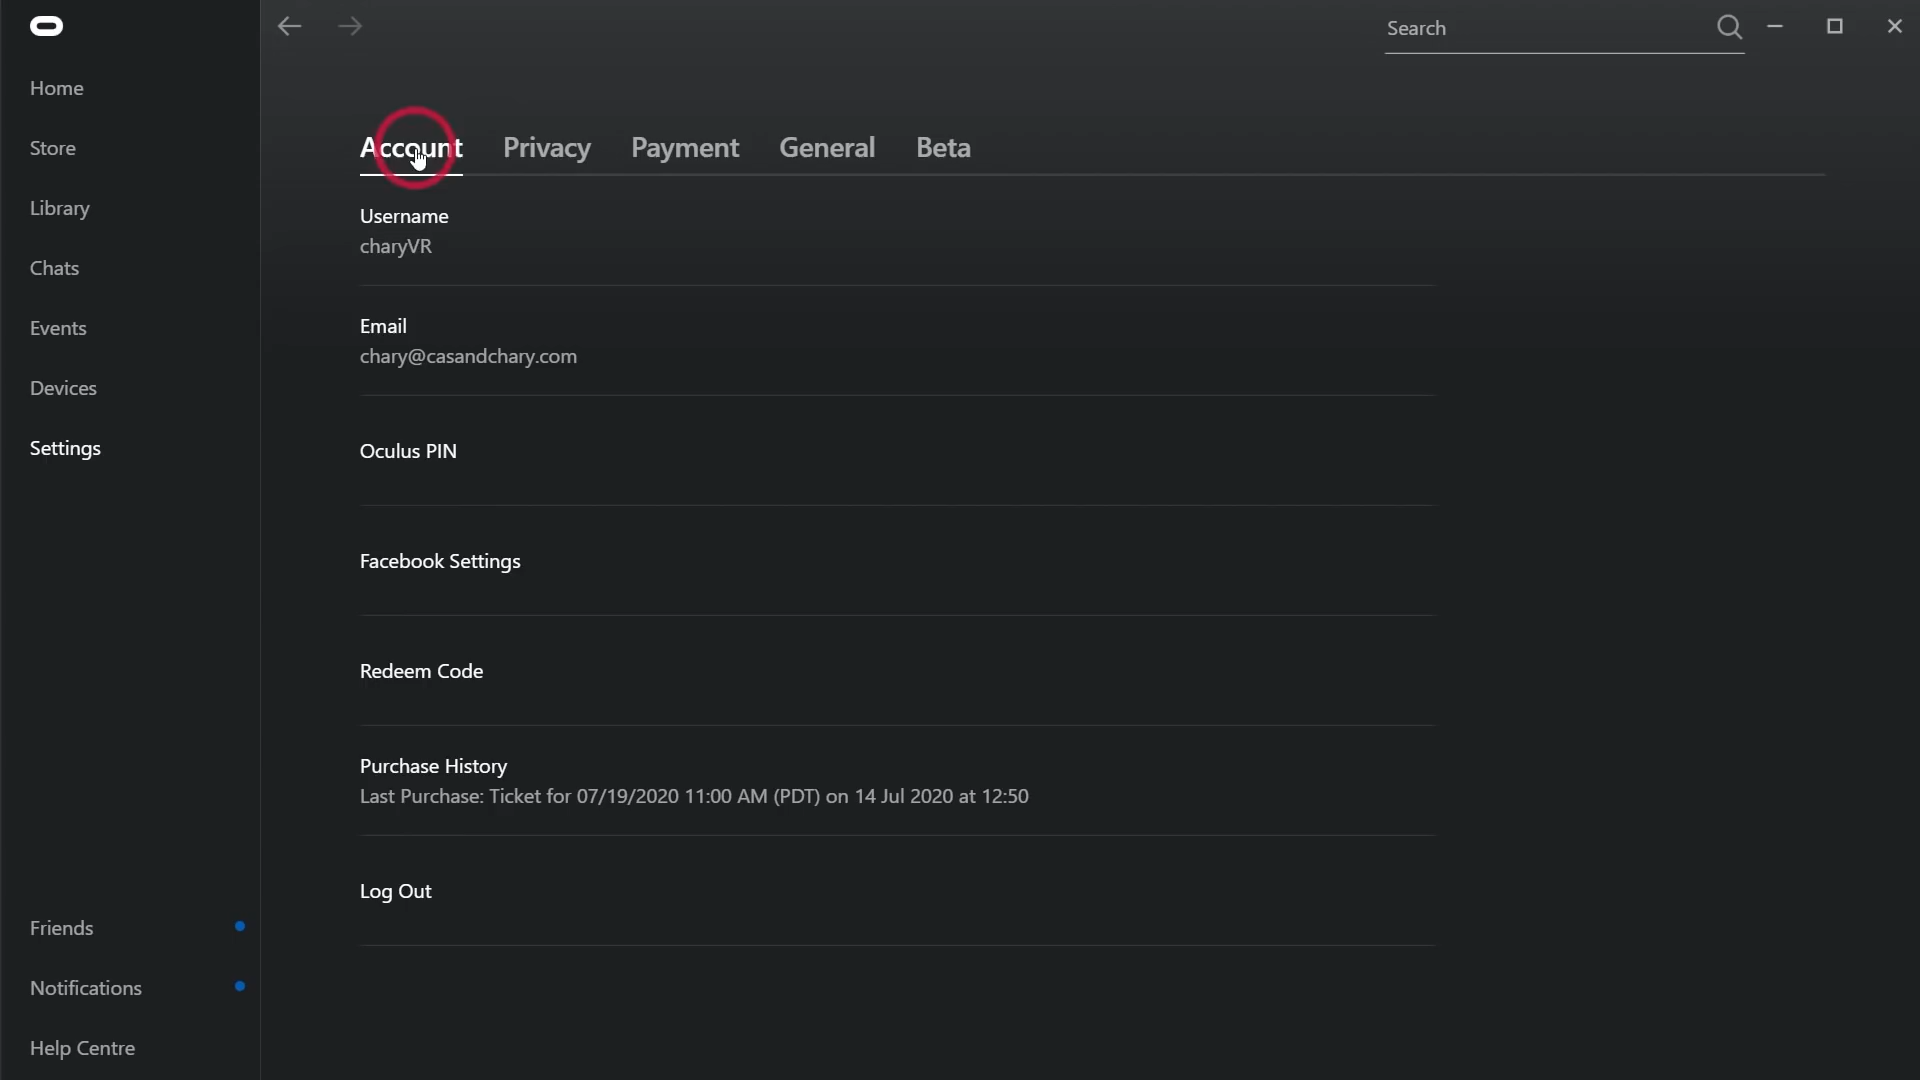 Search
Home
Store
Library
Chats
Events
Devices
Settings
Friends
Notifications
Help Centre
Account Privacy Payment General Beta
Username
charyVR
Email
chary@casandchary.com
Oculus PIN
Facebook Settings
Redeem Code
Purchase History
Last Purchase: Ticket for 07/19/2020 11:00 AM (PDT) on 14 Jul 2020 at 12:50
Log Out